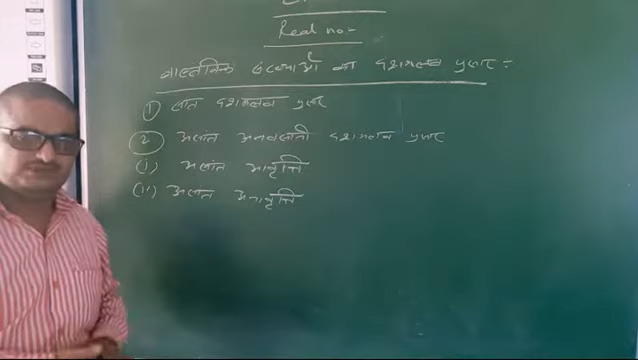 Real no-
वास्तविक संख्याओं का दशमलव प्रसार :-
① सांत दशमलव प्रसार
② असांत अनवसानी दशमलव प्रसार
(i) असांत आवृत्ति
(ii) असांत अनावृत्ति